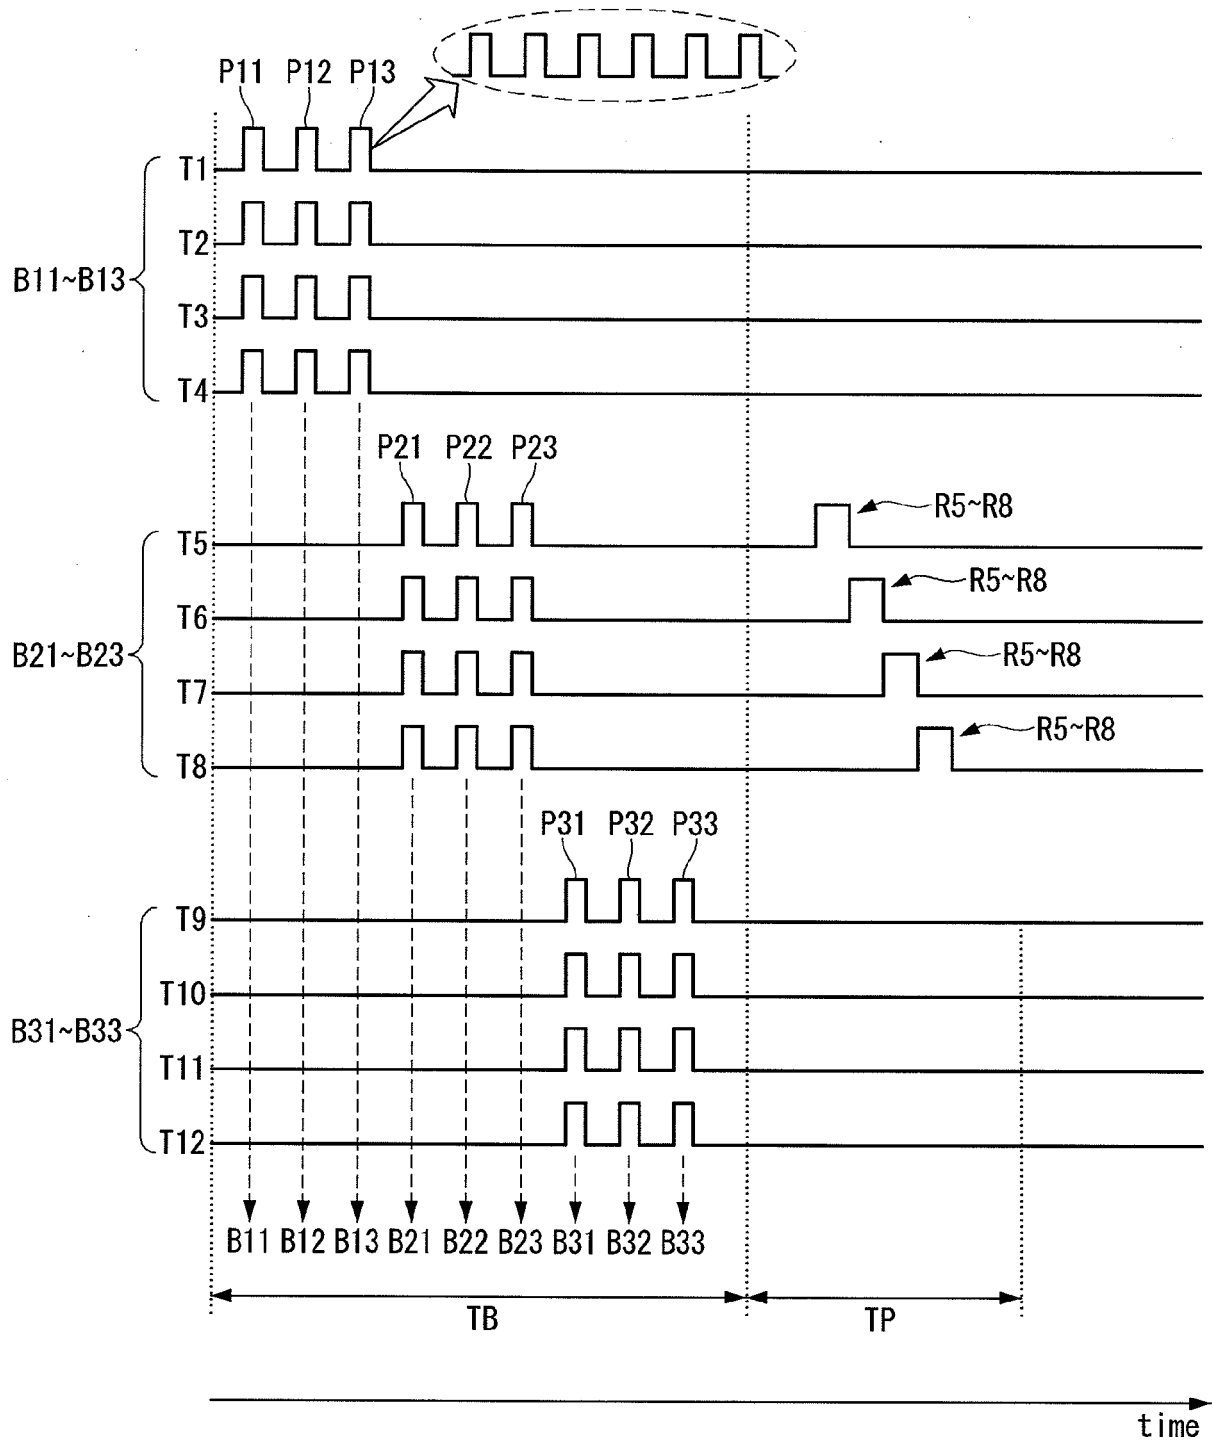 P11 P12 P13
T1
T2
B11~B13
T3
T4
P21 P22 P23
T5
R5~R8
T6
R5~R8
B21~B23
T7
R5~R8
T8
R5~R8
P31 P32 P33
T9
T10
B31~B33
T11
T12
B11 B12 B13 B21 B22 B23 B31 B32 B33
TB TP
time